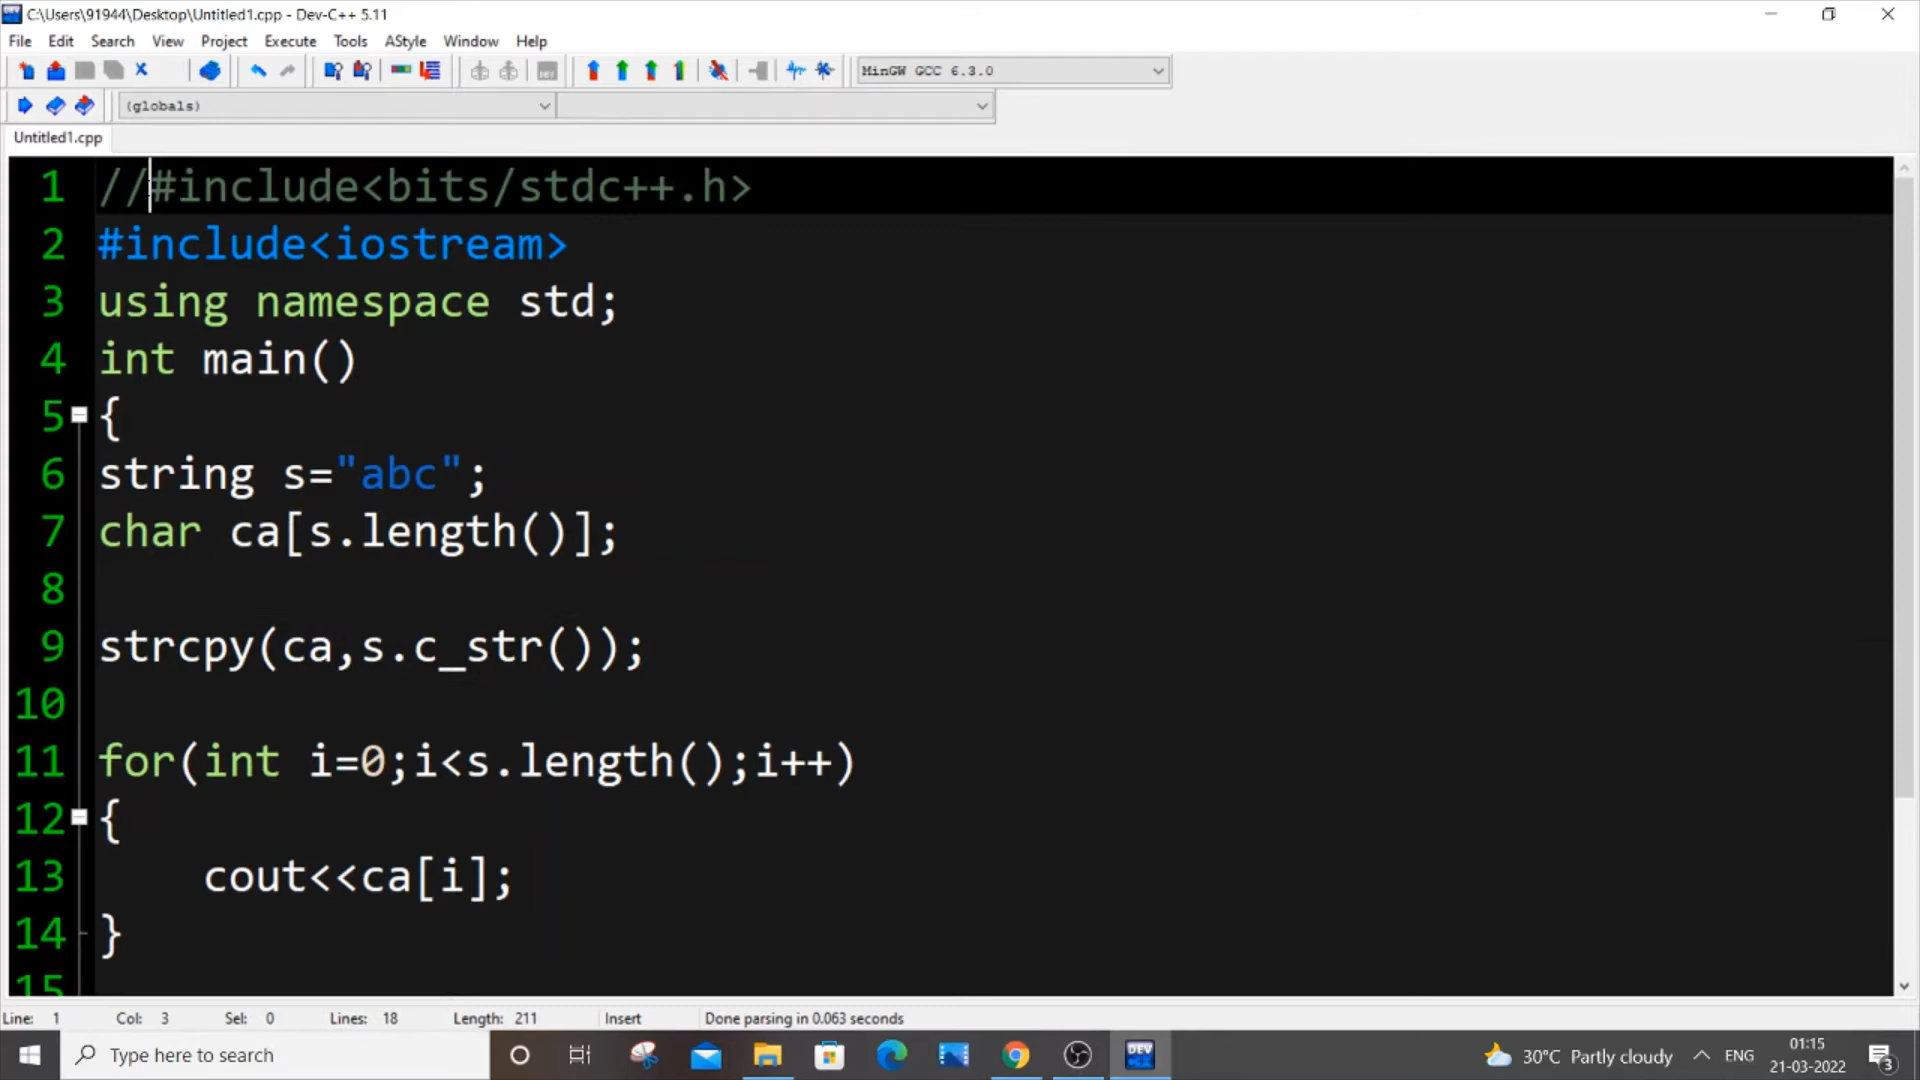 C:\Users\91944\Desktop\Untitled1.cpp - Dev-C++ 5.11
File Edit Search View Project Execute Tools AStyle Window Help
MinGW GCC 6.3.0
(globals)
Untitled1.cpp
1 //#include<bits/stdc++.h>
2 #include<iostream>
3 using namespace std;
4 int main()
5 {
6 string s="abc";
7 char ca[s.length()];
8
9 strcpy(ca,s.c_str());
10
11 for(int i=0;i<s.length();i++)
12 {
13 cout<<ca[i];
14 }
15
Line: 1 Col: 3 Sel: 0 Lines: 18 Length: 211 Insert Done parsing in 0.063 seconds
Type here to search
DEV
30°C Partly cloudy
ENG
01:15
21-03-2022
3